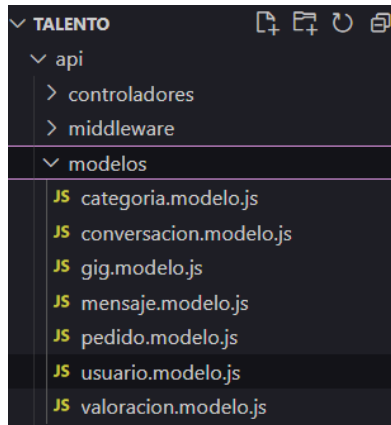 TALENTO
api
controladores
middleware
modelos
JS categoria.modelo.js
JS conversacion.modelo.js
JS gig.modelo.js
JS mensaje.modelo.js
JS pedido.modelo.js
JS usuario.modelo.js
JS valoracion.modelo.js